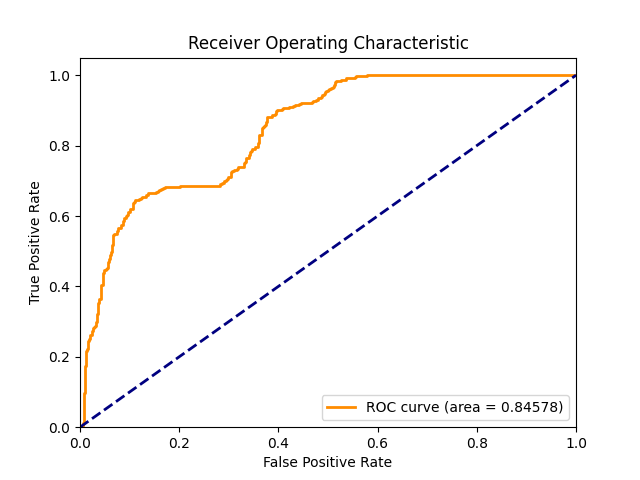 Receiver Operating Characteristic
1.0
0.8
0.6
0.4
0.2
0.0
True Positive Rate
ROC curve (area = 0.84578)
0.0 0.2 0.4 0.6 0.8 1.0
False Positive Rate